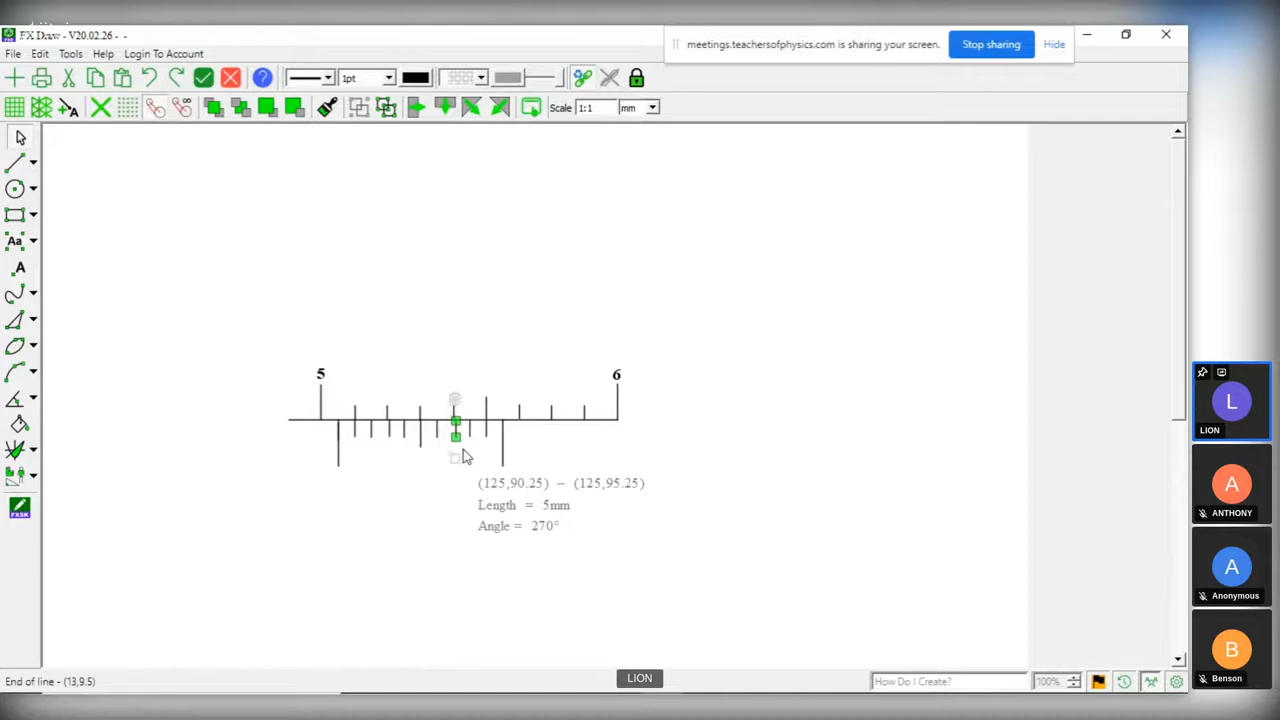 FX Draw - V20.02.26 - -
meetings.teachersofphysics.com is sharing your screen.
Stop sharing
Hide
File Edit Tools Help Login To Account
1pt
Scale 1:1 mm
Aa
A
FXSK
5 6
(125,90.25) – (125,95.25)
Length = 5mm
Angle = 270°
L
LION
A
ANTHONY
A
Anonymous
B
Benson
End of line - (13,9.5)
LION
How Do I Create?
100%